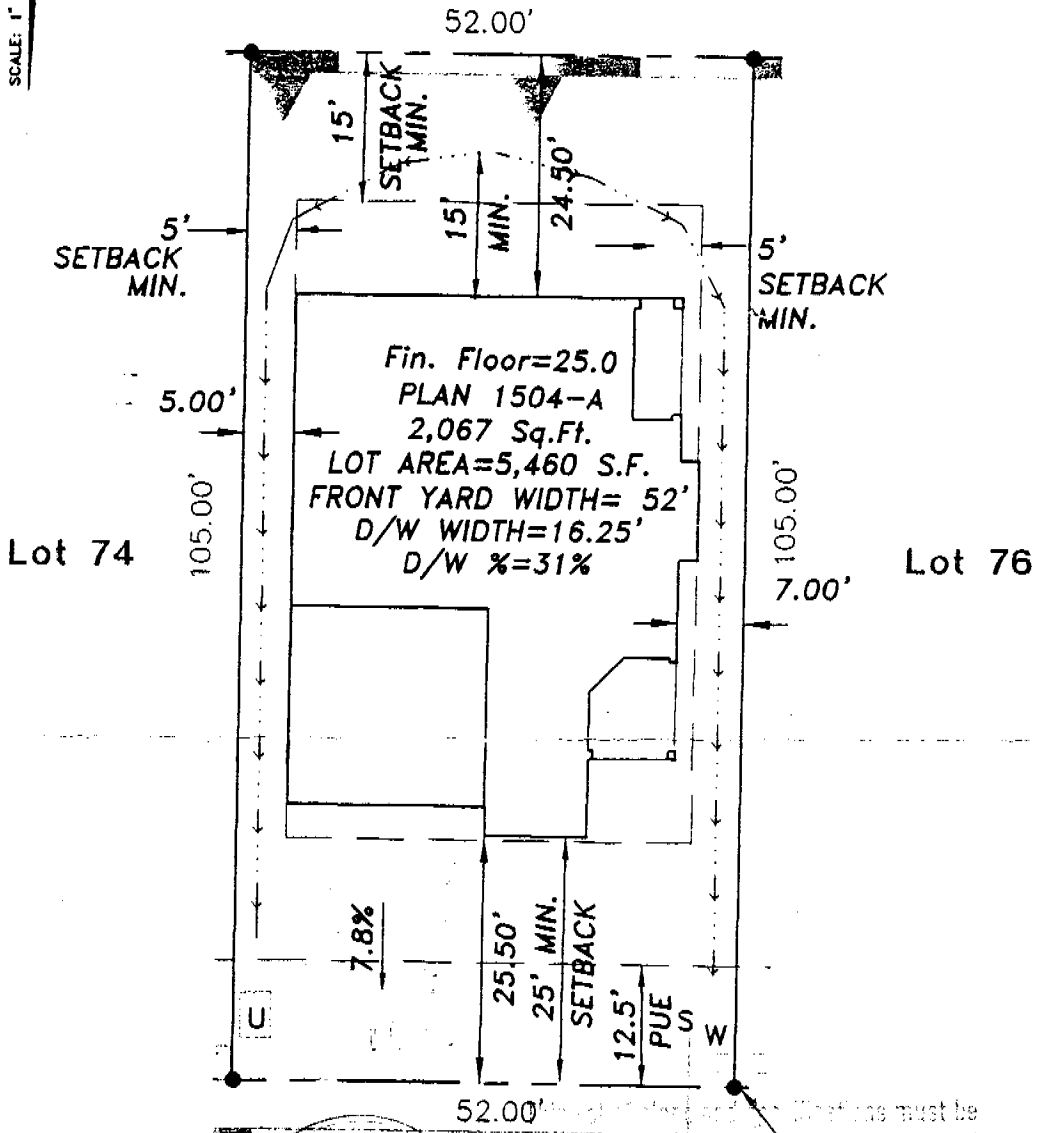 SCALE: 1"
52.00'
15'
SETBACK
MIN.
15'
MIN.
24.50'
5'
SETBACK
MIN.
5'
SETBACK
MIN.
Fin. Floor=25.0
PLAN 1504-A
2,067 Sq.Ft.
LOT AREA=5,460 S.F.
FRONT YARD WIDTH= 52'
D/W WIDTH=16.25'
D/W %=31%
5.00'
105.00'
Lot 74
105.00'
Lot 76
7.00'
7.8%
25.50'
25' MIN.
SETBACK
12.5'
PUE
S
W
U
52.00'
must be